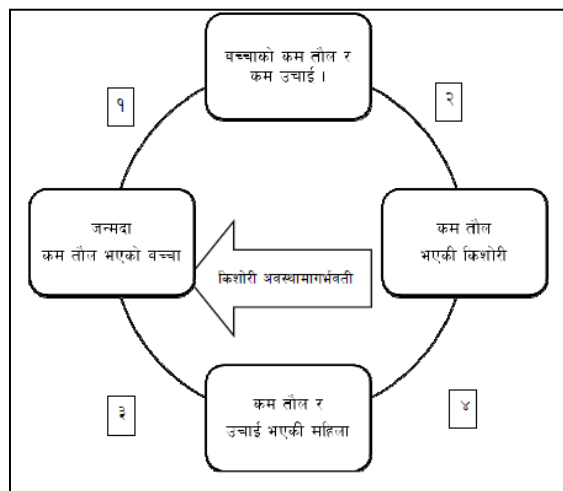 बच्चाको कम तौल र
कम उचाई ।
१
२
जन्मदा
कम तौल भएको बच्चा
किशोरी अवस्थामागर्भवती
कम तौल
भएकी किशोरी
३
कम तौल र
उचाई भएकी महिला
४